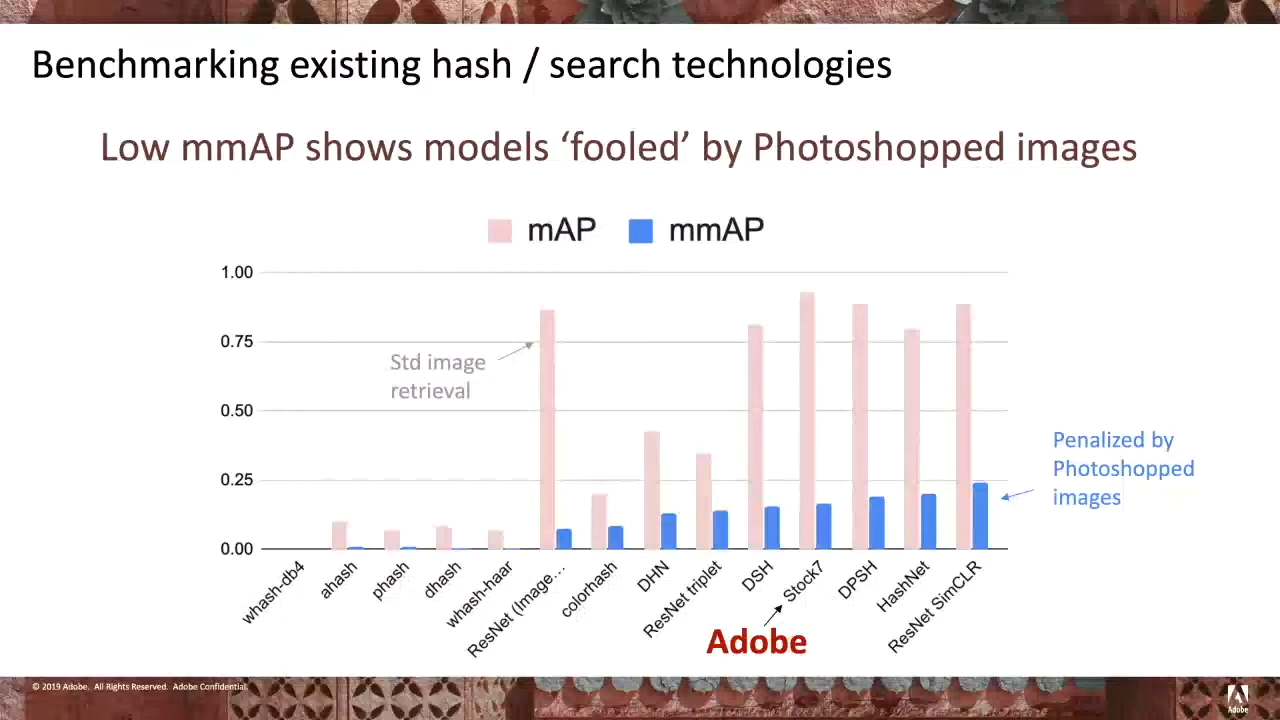 Benchmarking existing hash / search technologies
Low mmAP shows models ‘fooled’ by Photoshopped images
mAP mmAP
1.00
0.75
0.50
0.25
0.00
Std image
retrieval
Penalized by
Photoshopped
images
whash-db4
ahash
phash
dhash
whash-haar
ResNet (Image...
colorhash
DHN
ResNet triplet
DSH
Stock7
DPSH
HashNet
ResNet SimCLR
Adobe
© 2019 Adobe. All Rights Reserved. Adobe Confidential.
Adobe